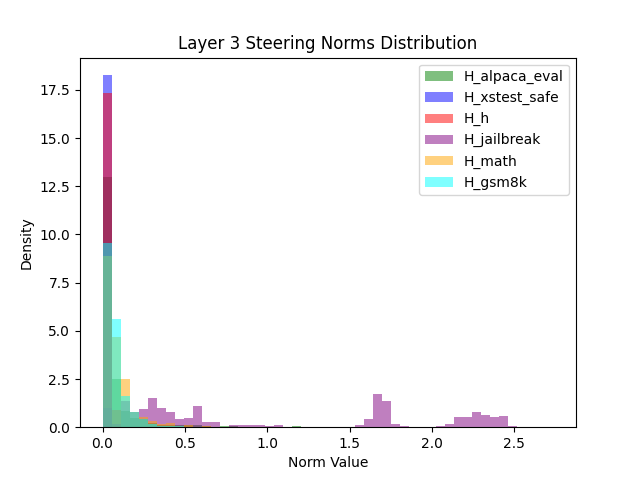 Layer 3 Steering Norms Distribution
H_alpaca_eval
H_xstest_safe
H_h
H_jailbreak
H_math
H_gsm8k
17.5
15.0
12.5
10.0
7.5
5.0
2.5
0.0
Density
0.0 0.5 1.0 1.5 2.0 2.5
Norm Value